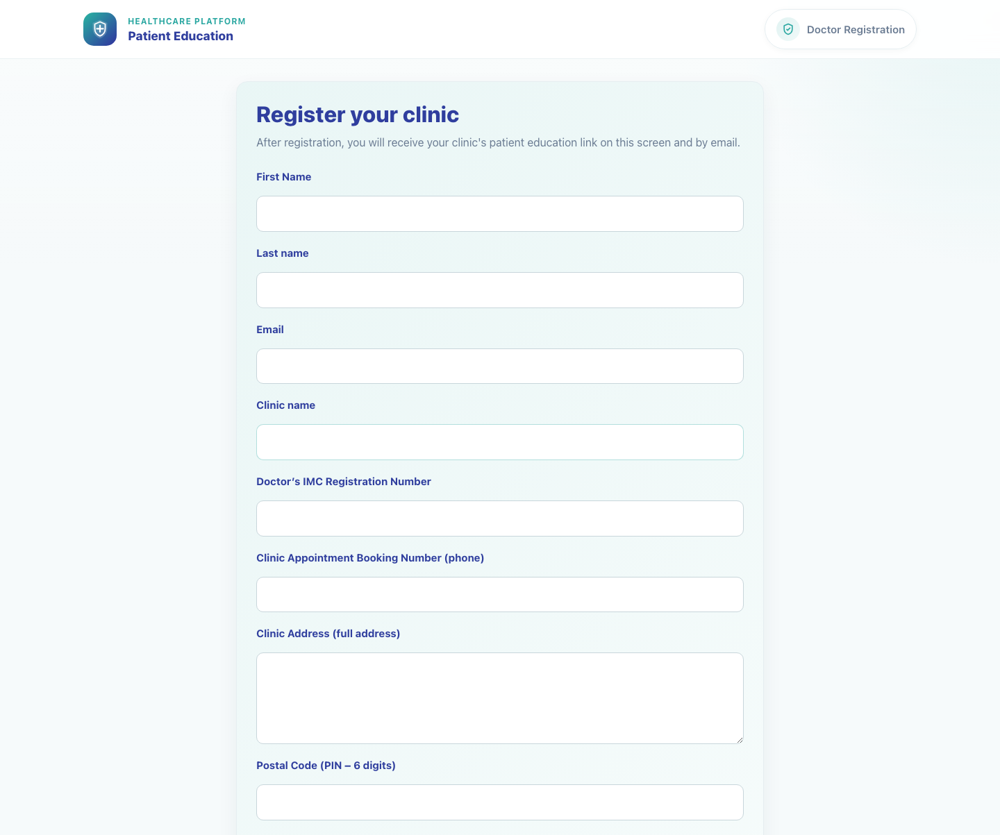 HEALTHCARE PLATFORM
Patient Education
Doctor Registration
Register your clinic
After registration, you will receive your clinic's patient education link on this screen and by email.
First Name
Last name
Email
Clinic name
Doctor’s IMC Registration Number
Clinic Appointment Booking Number (phone)
Clinic Address (full address)
Postal Code (PIN – 6 digits)